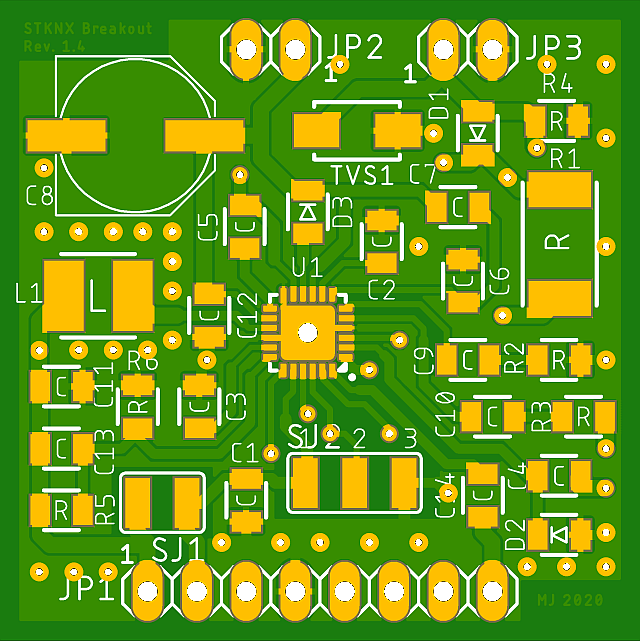 STKNX Breakout
Rev. 1.4
JP2
1
JP3
1
R4
D1
R
R1
TVS1
C7
C8
C5
D3
C
C
C
U1
C2
R
C
C6
L1
L
C12
C
C9
C
R2
R
R6
C
C11
R
C
C3
C10
C
R3
R
C13
C
C1
SJ2
1
2
3
C
R
R5
C
C14
C
C4
C
D2
1
SJ1
JP1
MJ 2020